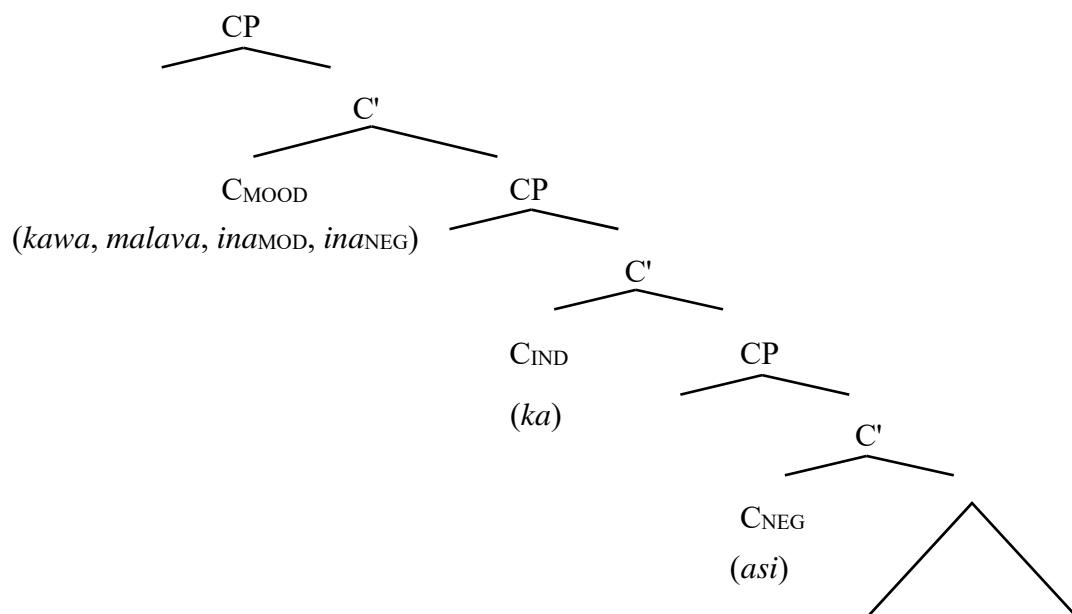 CP
C'
CMOOD
CP
(kawa, malava, inaMOD, inaNEG)
C'
CIND
CP
(ka)
C'
CNEG
(asi)